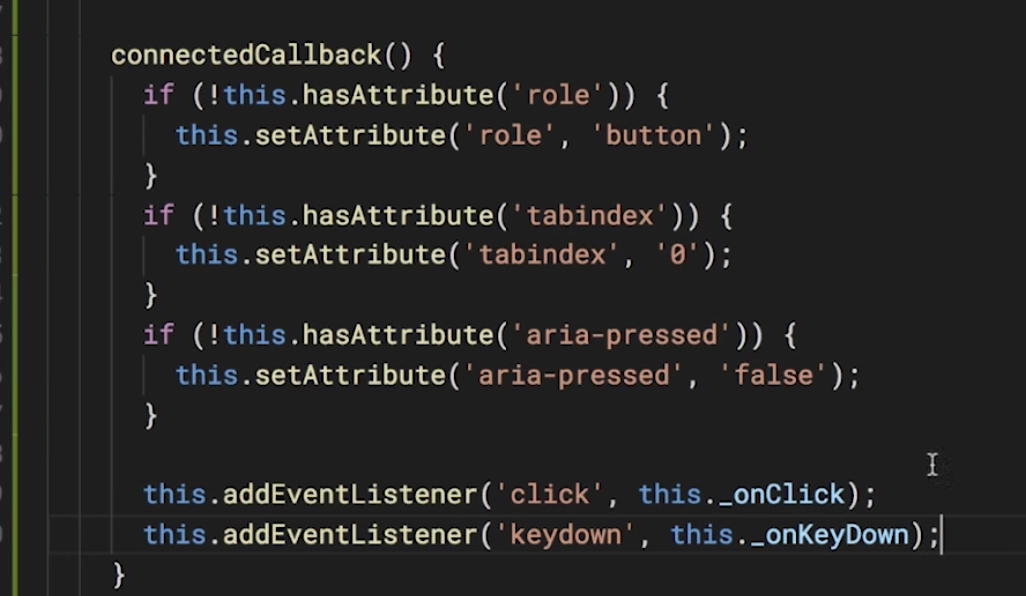 connectedCallback() {
if (!this.hasAttribute('role')) {
this.setAttribute('role', 'button');
}
if (!this.hasAttribute('tabindex')) {
this.setAttribute('tabindex', '0');
}
if (!this.hasAttribute('aria-pressed')) {
this.setAttribute('aria-pressed', 'false');
}
this.addEventListener('click', this._onClick);
this.addEventListener('keydown', this._onKeyDown);
}